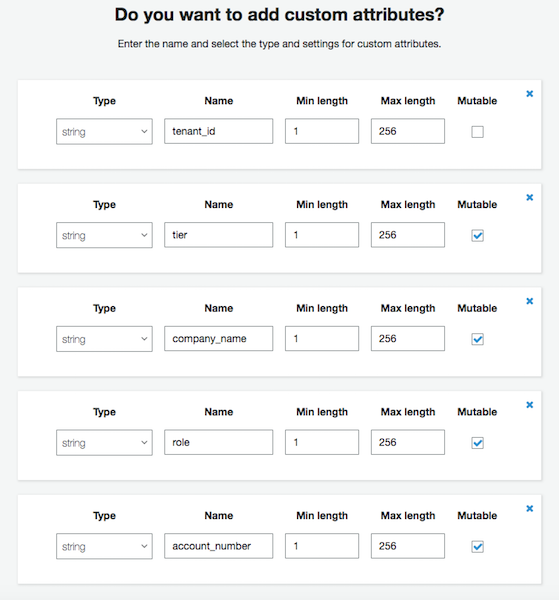 Do you want to add custom attributes?
Enter the name and select the type and settings for custom attributes.
Type Name Min length Max length Mutable
string tenant_id 1 256
Type Name Min length Max length Mutable
string tier 1 256
Type Name Min length Max length Mutable
string company_name 1 256
Type Name Min length Max length Mutable
string role 1 256
Type Name Min length Max length Mutable
string account_number 1 256